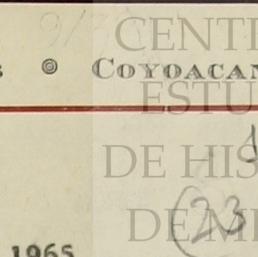 CENT
COYOACAN
ESTU
DE HIS
(23
DE M
1965